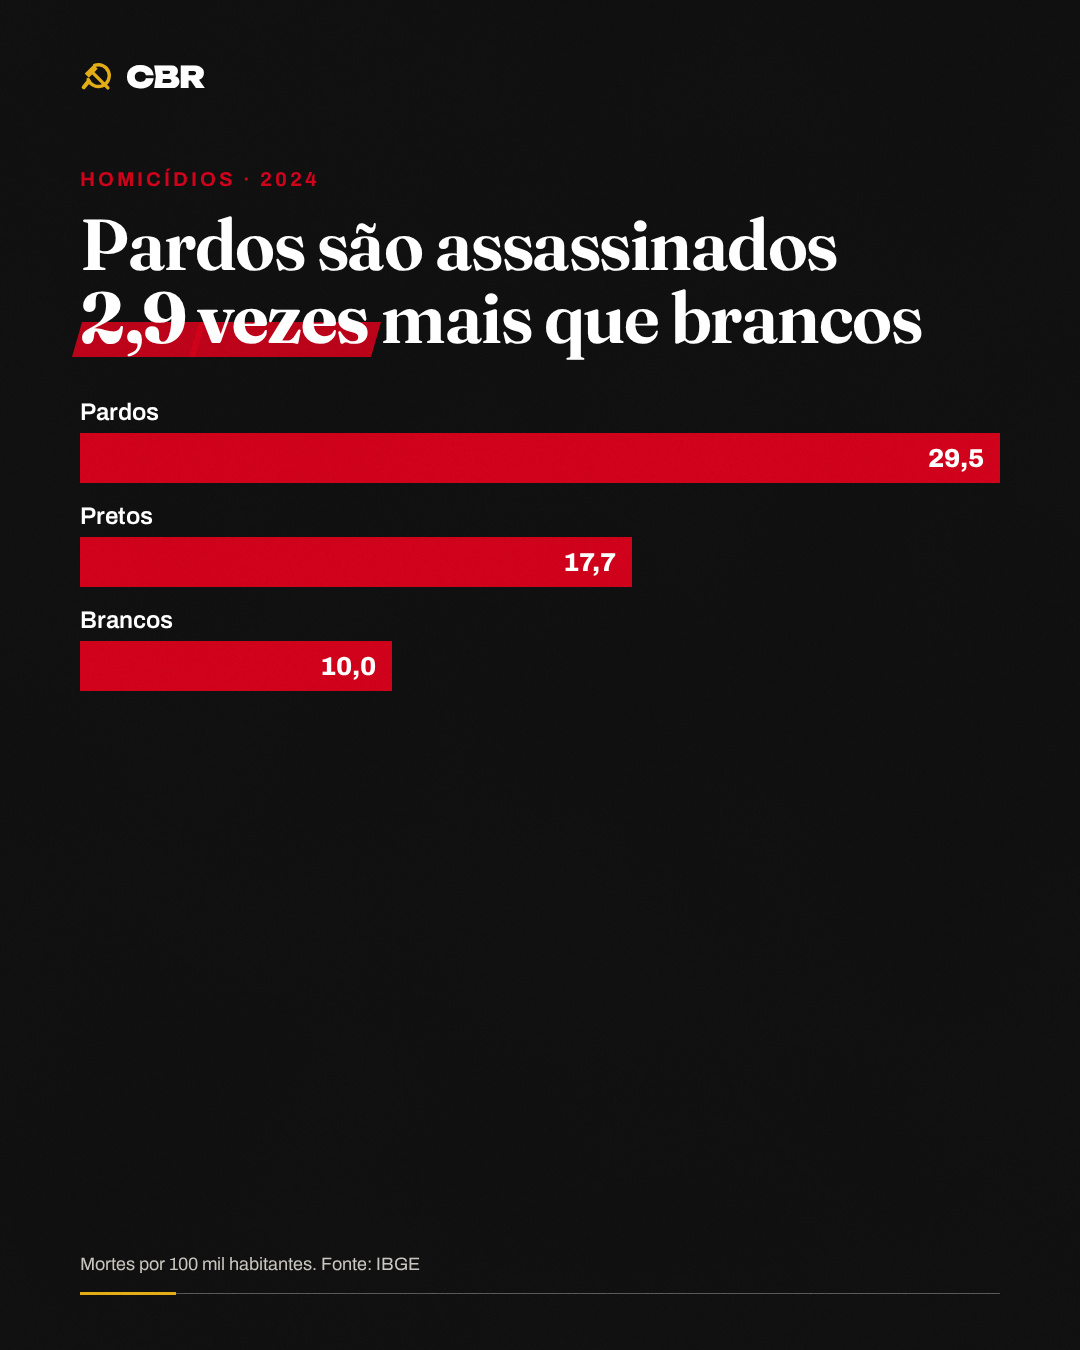 CBR
HOMICÍDIOS · 2024
Pardos são assassinados
2,9 vezes mais que brancos
Pardos
29,5
Pretos
17,7
Brancos
10,0
Mortes por 100 mil habitantes. Fonte: IBGE